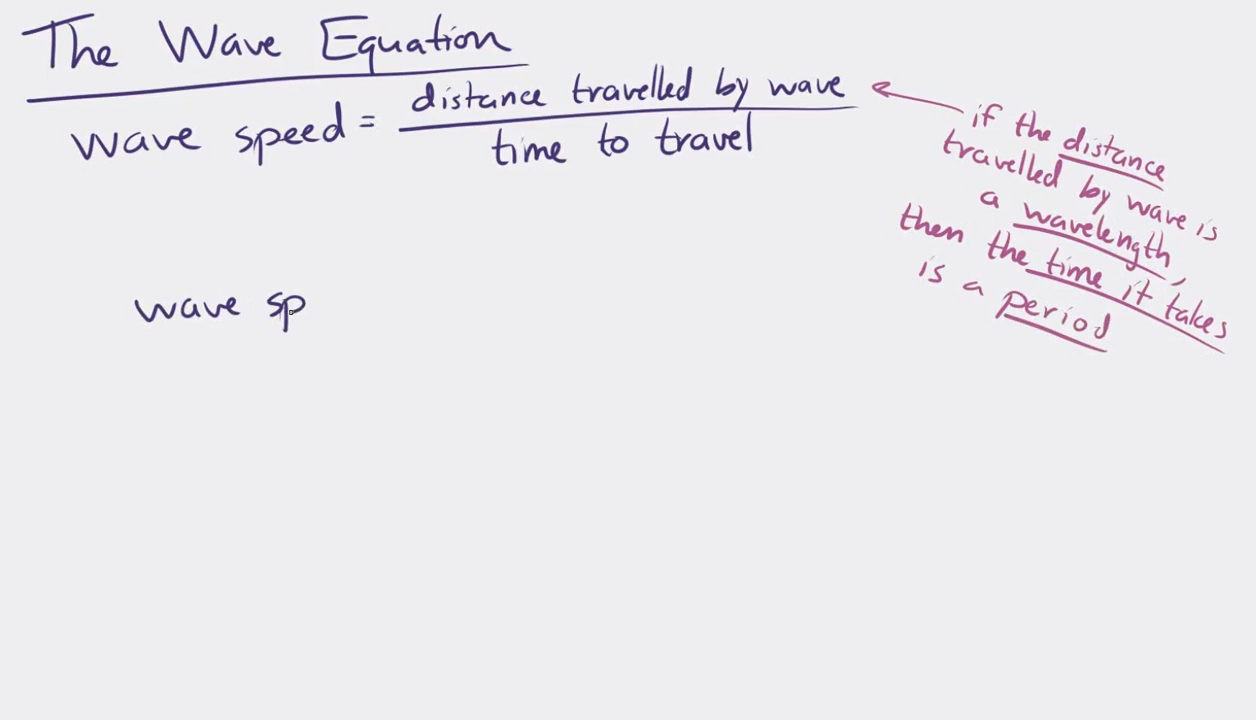 The Wave Equation
wave speed = distance travelled by wave
time to travel
if the distance
travelled by wave is
a wavelength,
then the time it takes
is a period
wave sp